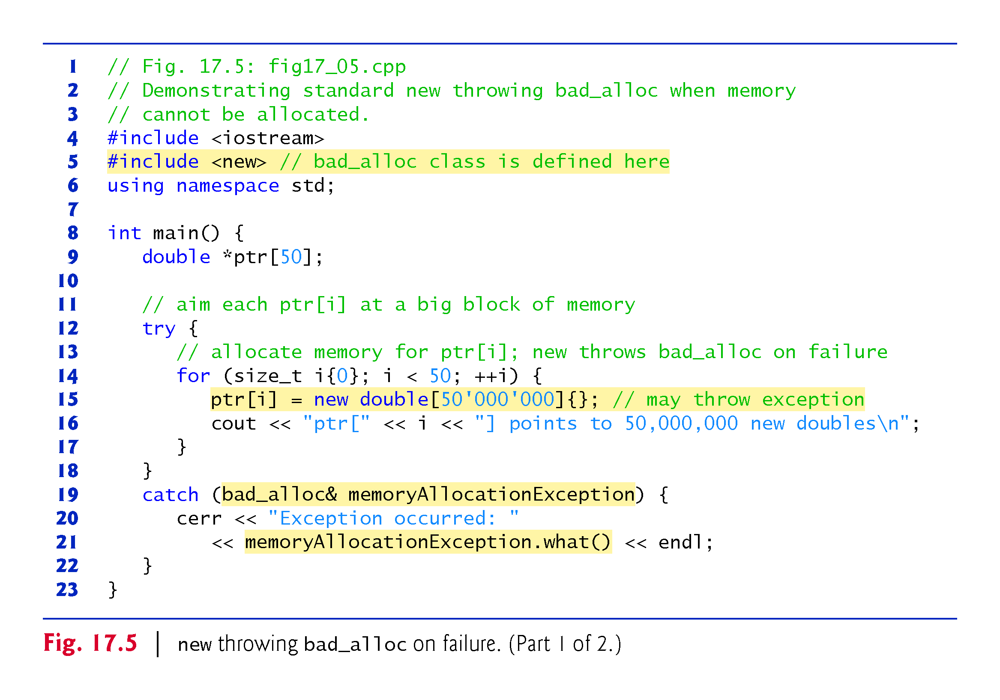 1 // Fig. 17.5: fig17_05.cpp
2 // Demonstrating standard new throwing bad_alloc when memory
3 // cannot be allocated.
4 #include <iostream>
5 #include <new> // bad_alloc class is defined here
6 using namespace std;
7
8 int main() {
9    double *ptr[50];
10
11    // aim each ptr[i] at a big block of memory
12    try {
13       // allocate memory for ptr[i]; new throws bad_alloc on failure
14       for (size_t i{0}; i < 50; ++i) {
15          ptr[i] = new double[50'000'000]{}; // may throw exception
16          cout << "ptr[" << i << "] points to 50,000,000 new doubles\n";
17       }
18    }
19    catch (bad_alloc& memoryAllocationException) {
20       cerr << "Exception occurred: "
21          << memoryAllocationException.what() << endl;
22    }
23 }
Fig. 17.5 | new throwing bad_alloc on failure. (Part 1 of 2.)